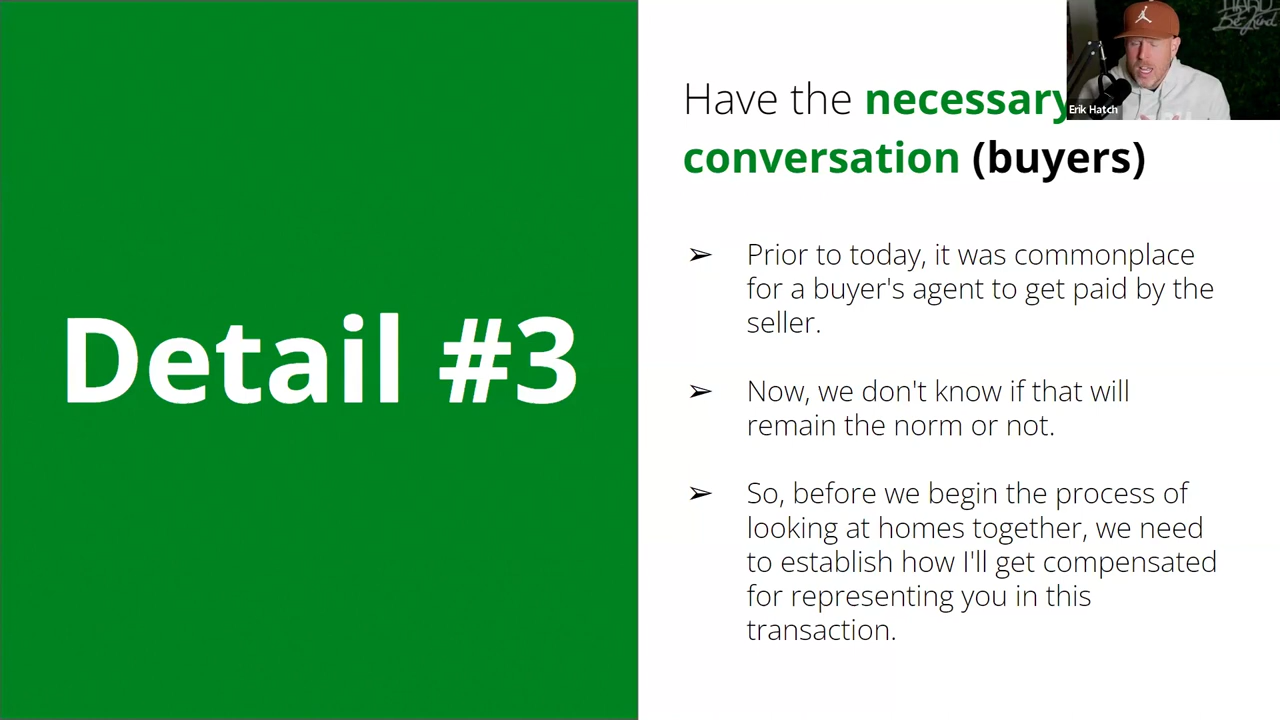 Detail #3
Have the necessary
conversation (buyers)
➢ Prior to today, it was commonplace
for a buyer's agent to get paid by the
seller.
➢ Now, we don't know if that will
remain the norm or not.
➢ So, before we begin the process of
looking at homes together, we need
to establish how I'll get compensated
for representing you in this
transaction.
HARD
Be Kind
Erik Hatch